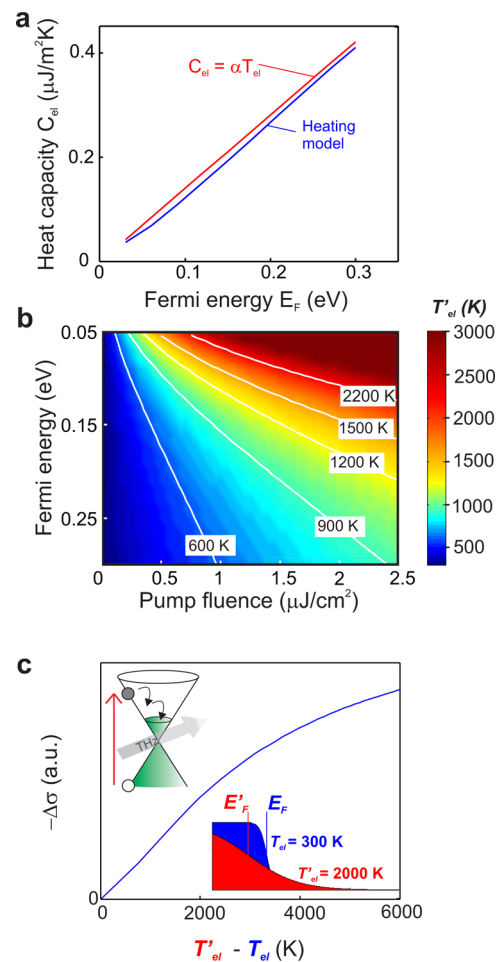 a
Heat capacity C_el (μJ/m²K)
0.4
0.2
0
C_el = αT_el
Heating
model
0
0.1
0.2
0.3
Fermi energy E_F (eV)
b
T'_el (K)
Fermi energy (eV)
0.05
0.15
0.25
2200 K
1500 K
1200 K
900 K
600 K
0
0.5
1
1.5
2
2.5
Pump fluence (μJ/cm²)
3000
2500
2000
1500
1000
500
c
−Δσ (a.u.)
0
THz
E'_F
E_F
T_el = 300 K
T'_el = 2000 K
0
2000
4000
6000
T'_el - T_el (K)